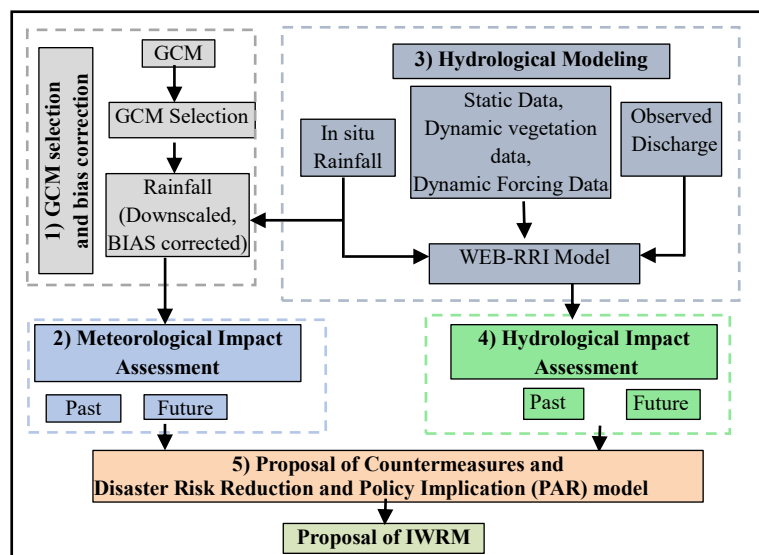 1) GCM selection
and bias correction
GCM
GCM Selection
Rainfall
(Downscaled,
BIAS corrected)
3) Hydrological Modeling
In situ
Rainfall
Static Data,
Dynamic vegetation
data,
Dynamic Forcing Data
Observed
Discharge
WEB-RRI Model
2) Meteorological Impact
Assessment
Past
Future
4) Hydrological Impact
Assessment
Past
Future
5) Proposal of Countermeasures and
Disaster Risk Reduction and Policy Implication (PAR) model
Proposal of IWRM